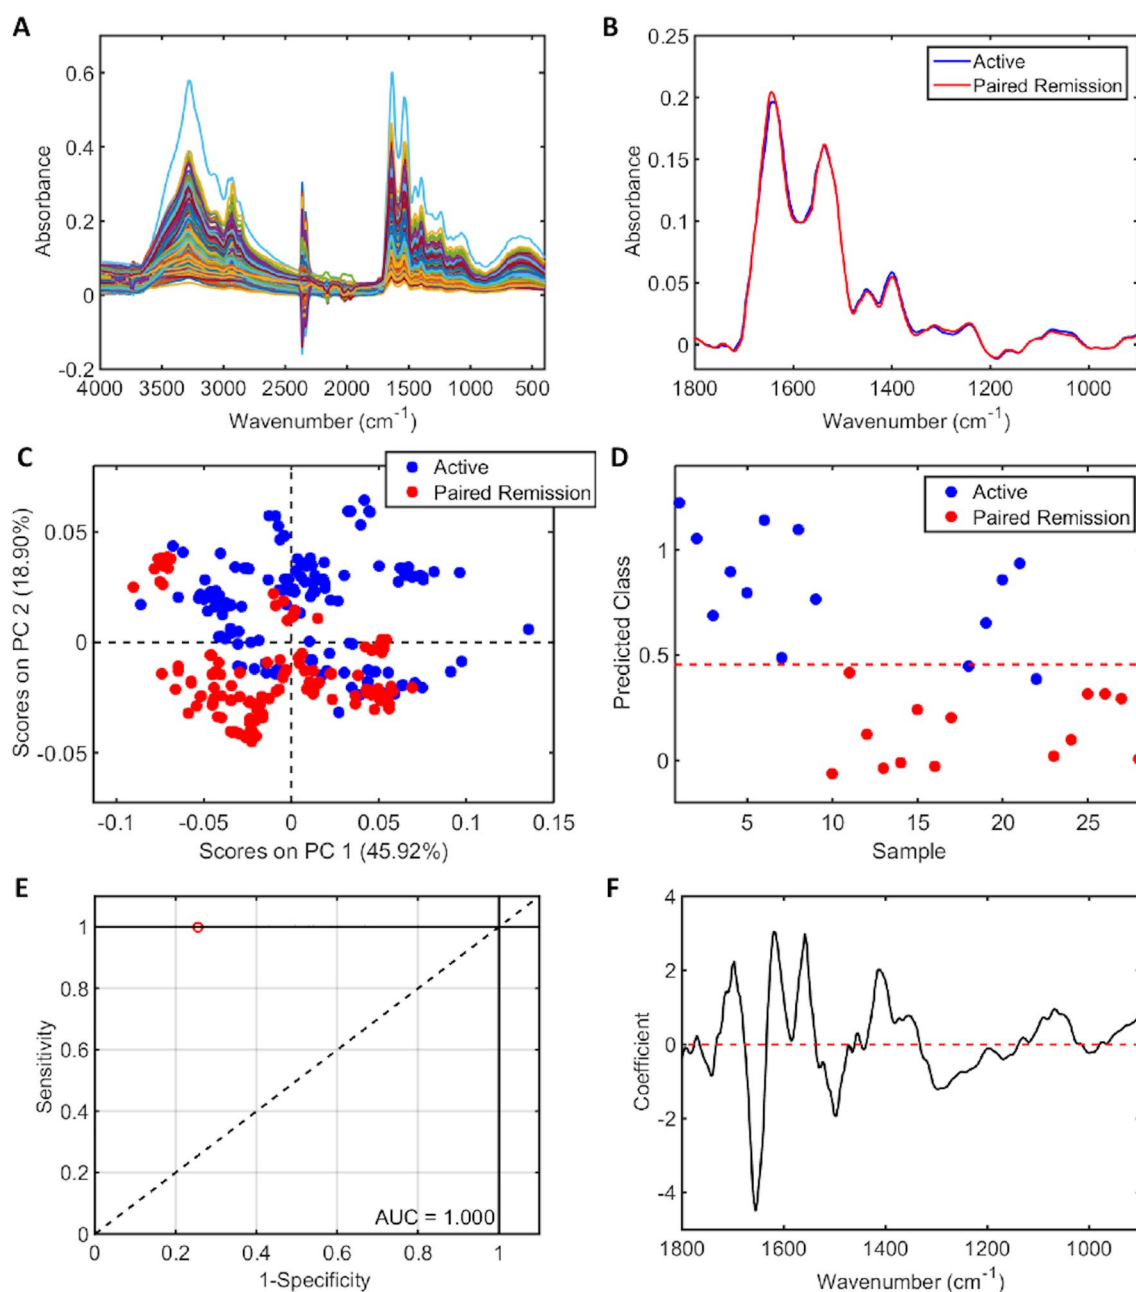 A
Absorbance
0.6
0.4
0.2
0
-0.2
4000 3500 3000 2500 2000 1500 1000 500
Wavenumber (cm-1)
B
Absorbance
0.25
0.2
0.15
0.1
0.05
0
1800 1600 1400 1200 1000
Wavenumber (cm-1)
Active
Paired Remission
C
Scores on PC 2 (18.90%)
0.05
0
-0.05
-0.1 -0.05 0 0.05 0.1 0.15
Scores on PC 1 (45.92%)
Active
Paired Remission
D
Predicted Class
1
0.5
0
5 10 15 20 25
Sample
Active
Paired Remission
E
Sensitivity
1
0.8
0.6
0.4
0.2
0
0 0.2 0.4 0.6 0.8 1
1-Specificity
AUC = 1.000
F
Coefficient
4
2
0
-2
-4
1800 1600 1400 1200 1000
Wavenumber (cm-1)